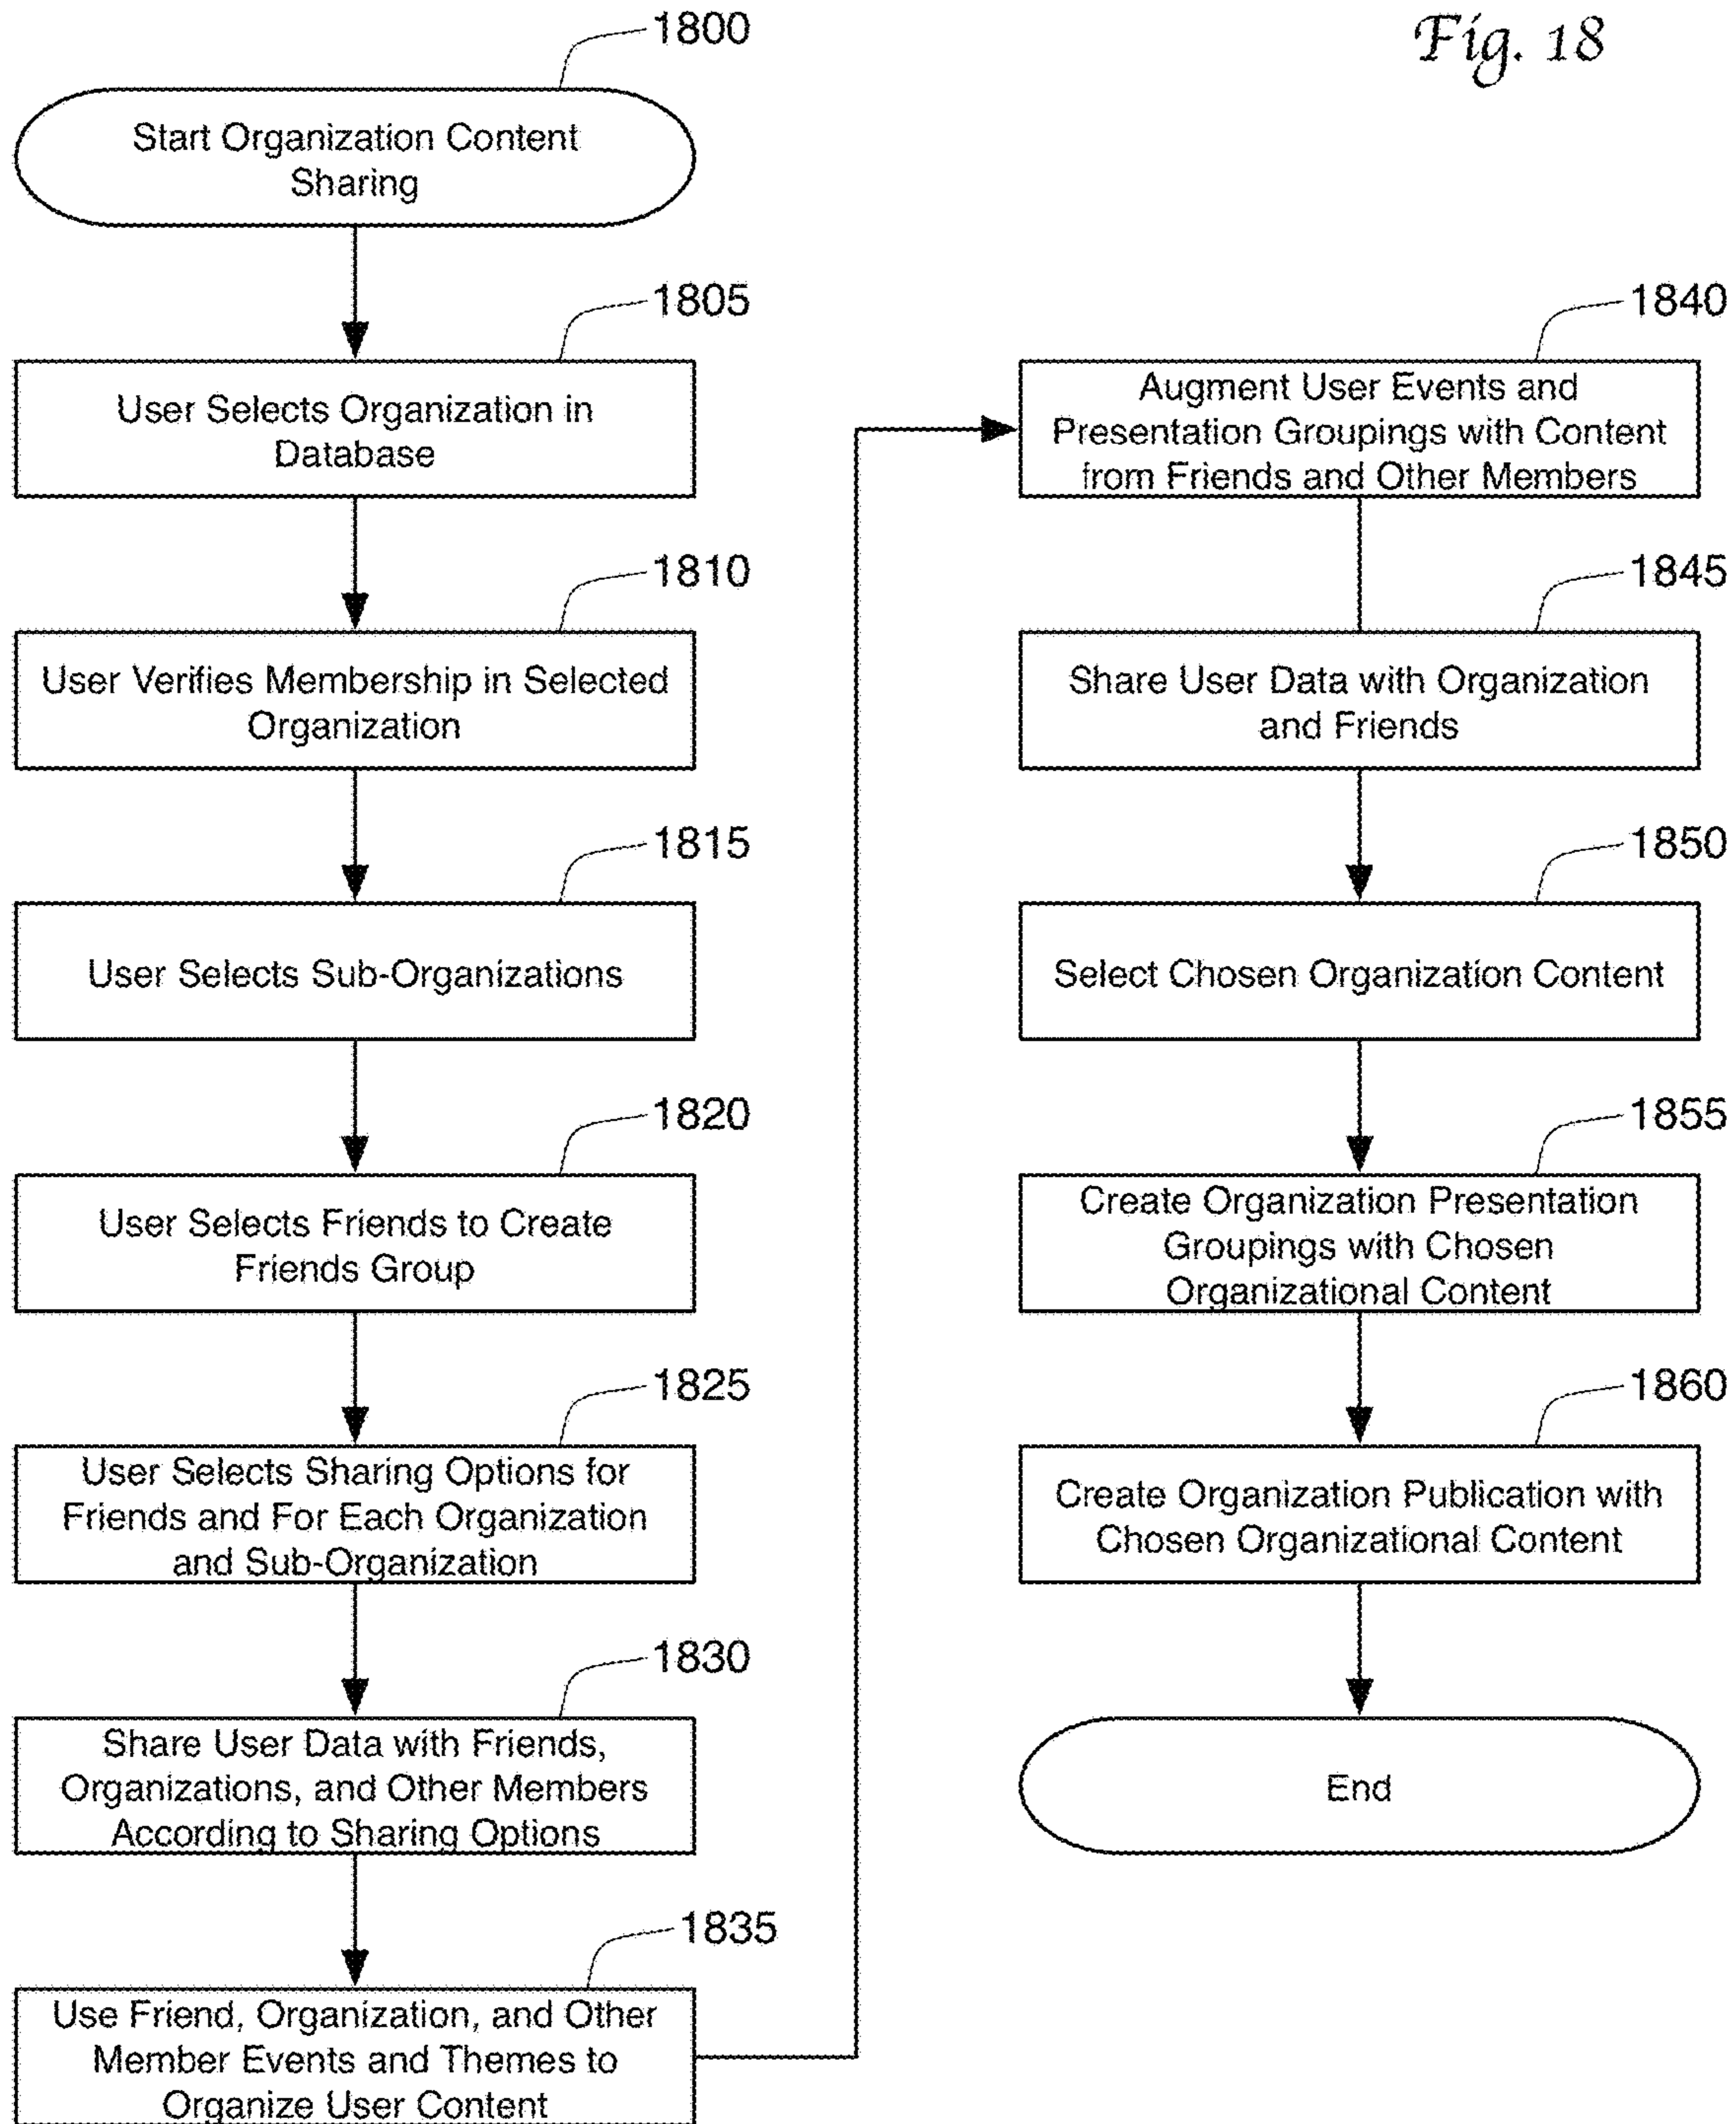 Fig. 18
1800
Start Organization Content
Sharing
1805
User Selects Organization in
Database
1810
User Verifies Membership in Selected
Organization
1815
User Selects Sub-Organizations
1820
User Selects Friends to Create
Friends Group
1825
User Selects Sharing Options for
Friends and For Each Organization
and Sub-Organization
1830
Share User Data with Friends,
Organizations, and Other Members
According to Sharing Options
1835
Use Friend, Organization, and Other
Member Events and Themes to
Organize User Content
1840
Augment User Events and
Presentation Groupings with Content
from Friends and Other Members
1845
Share User Data with Organization
and Friends
1850
Select Chosen Organization Content
1855
Create Organization Presentation
Groupings with Chosen
Organizational Content
1860
Create Organization Publication with
Chosen Organizational Content
End